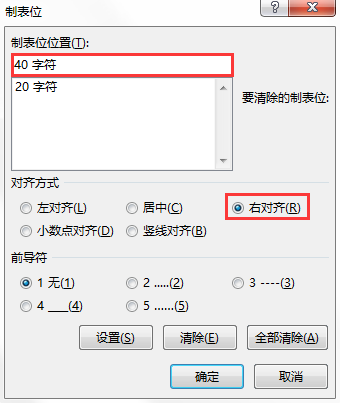 制表位
制表位位置(T):
40 字符
20 字符
要清除的制表位:
对齐方式
左对齐(L) 居中(C) 右对齐(R)
小数点对齐(D) 竖线对齐(B)
前导符
1 无(1) 2 .....(2) 3 ----(3)
4 ___(4) 5 ......(5)
设置(S) 清除(E) 全部清除(A)
确定 取消